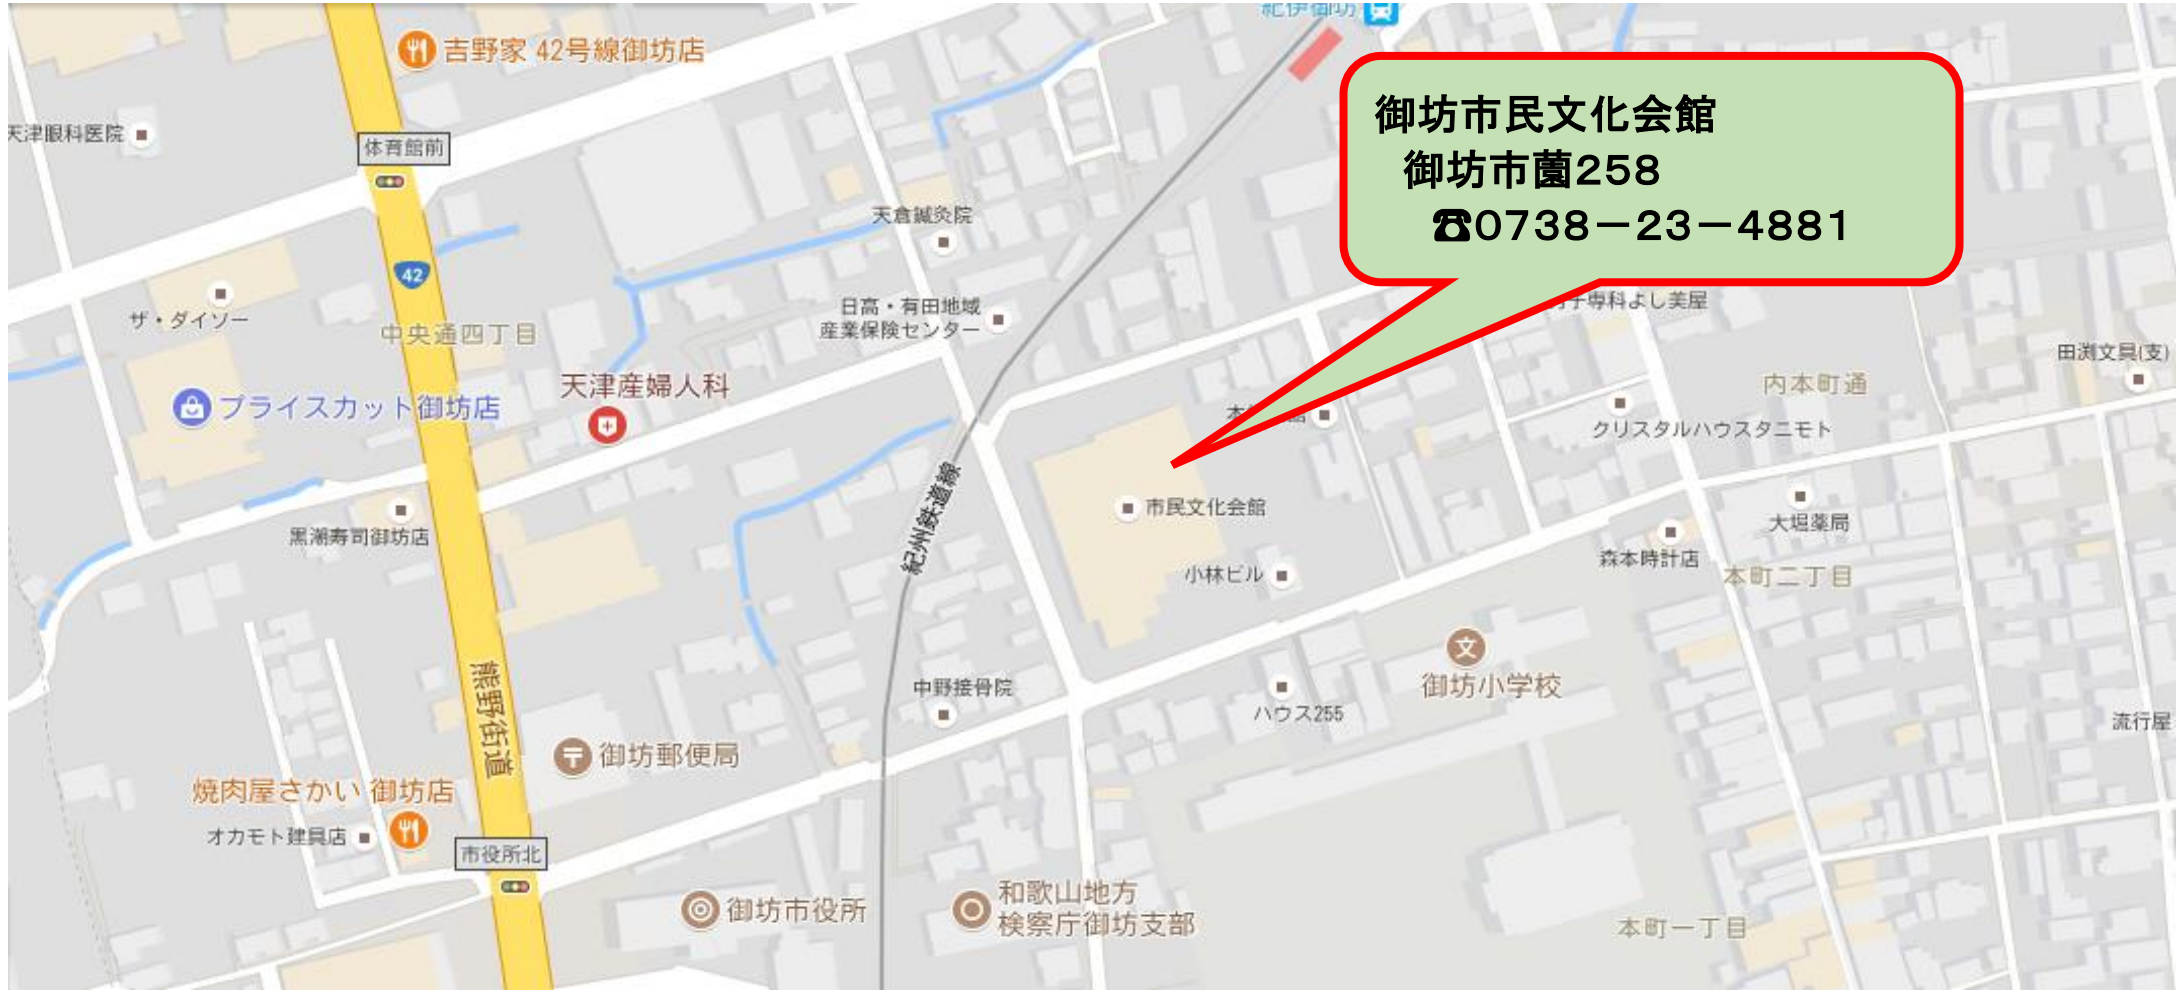 紀伊御坊
吉野家 42号線御坊店
御坊市民文化会館
御坊市薗258
☎0738－23－4881
天津眼科医院
体育館前
天倉鍼灸院
42
ザ・ダイソー
日高・有田地域
産業保険センター
中央通四丁目
専科よし美屋
田渕文具(支)
天津産婦人科
内本町通
プライスカット御坊店
クリスタルハウスタニモト
紀州鉄道線
市民文化会館
黒潮寿司御坊店
大堀薬局
森本時計店
小林ビル
本町二丁目
御坊小学校
中野接骨院
ハウス255
熊野街道
流行屋
御坊郵便局
焼肉屋さかい 御坊店
オカモト建具店
市役所北
御坊市役所
和歌山地方
検察庁御坊支部
本町一丁目